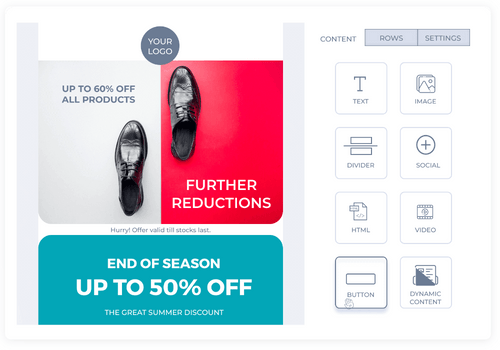 YOUR
LOGO
UP TO 60% OFF
ALL PRODUCTS
FURTHER
REDUCTIONS
Hurry! Offer valid till stocks last.
END OF SEASON
UP TO 50% OFF
THE GREAT SUMMER DISCOUNT
CONTENT ROWS SETTINGS
TEXT IMAGE
DIVIDER SOCIAL
HTML VIDEO
BUTTON DYNAMIC
CONTENT